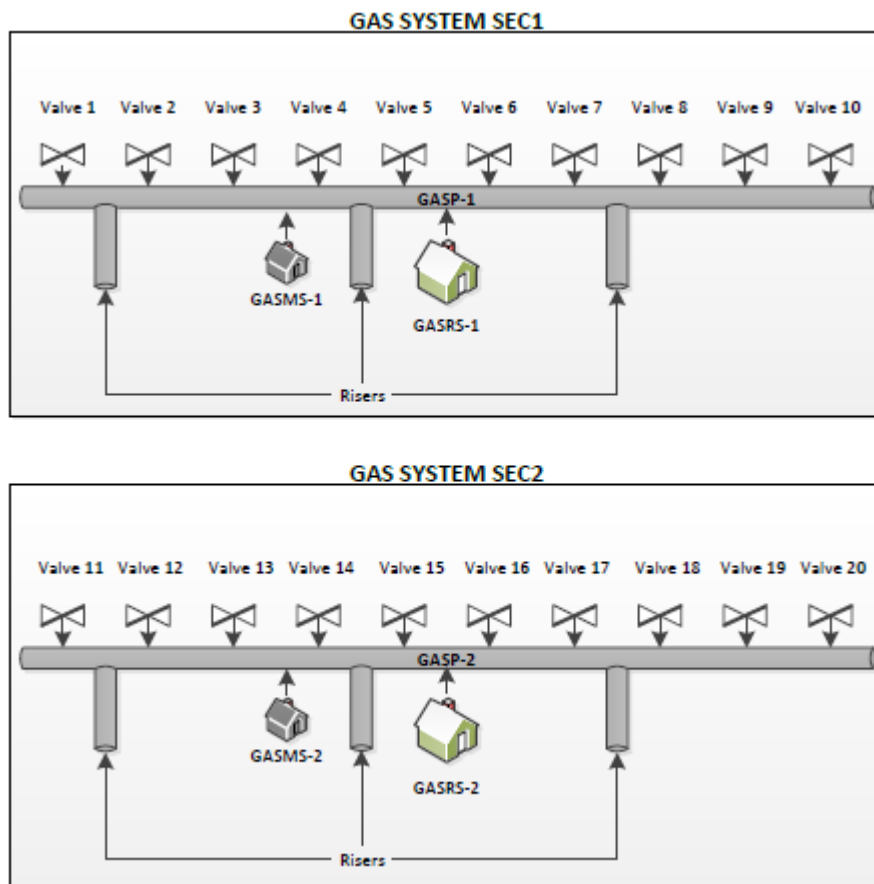 GAS SYSTEM SEC1
Valve 1 Valve 2 Valve 3 Valve 4 Valve 5 Valve 6 Valve 7 Valve 8 Valve 9 Valve 10
GASP-1
GASMS-1
GASRS-1
Risers
GAS SYSTEM SEC2
Valve 11 Valve 12 Valve 13 Valve 14 Valve 15 Valve 16 Valve 17 Valve 18 Valve 19 Valve 20
GASP-2
GASMS-2
GASRS-2
Risers